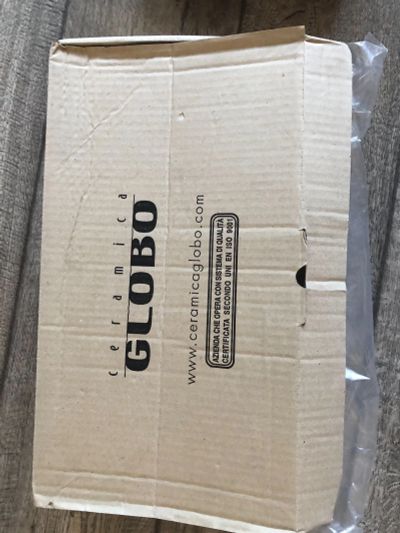 ceramica
GLOBO
www.ceramicaglobo.com
AZIENDA CHE OPERA CON SISTEMA DI QUALITÀ
CERTIFICATA SECONDO UNI EN ISO 9001